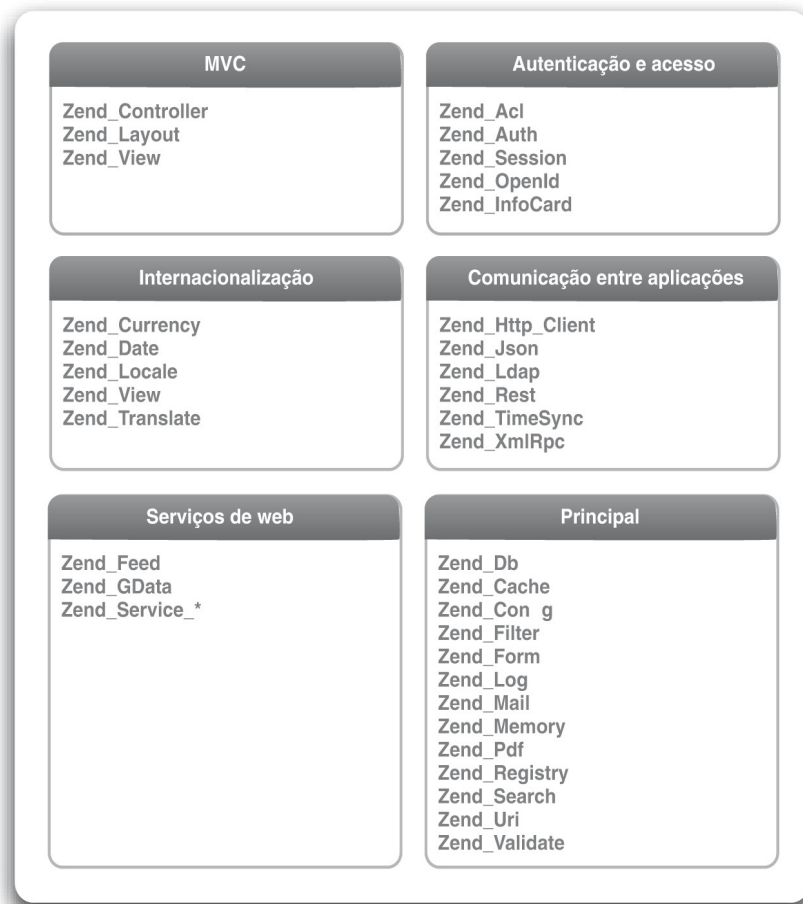 MVC
Zend_Controller
Zend_Layout
Zend_View
Autenticação e acesso
Zend_Acl
Zend_Auth
Zend_Session
Zend_OpenId
Zend_InfoCard
Internacionalização
Zend_Currency
Zend_Date
Zend_Locale
Zend_View
Zend_Translate
Comunicação entre aplicações
Zend_Http_Client
Zend_Json
Zend_Ldap
Zend_Rest
Zend_TimeSync
Zend_XmlRpc
Serviços de web
Zend_Feed
Zend_GData
Zend_Service_*
Principal
Zend_Db
Zend_Cache
Zend_Con g
Zend_Filter
Zend_Form
Zend_Log
Zend_Mail
Zend_Memory
Zend_Pdf
Zend_Registry
Zend_Search
Zend_Uri
Zend_Validate